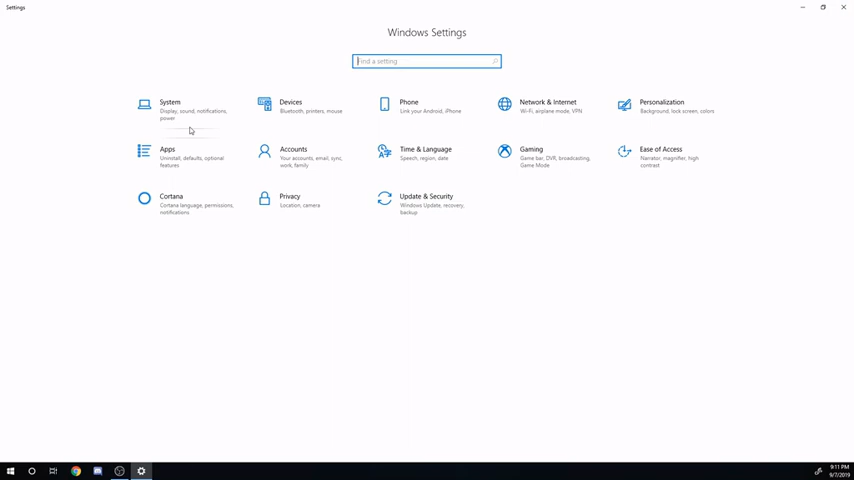 Settings
Windows Settings
Find a setting
System
Display, sound, notifications,
power
Devices
Bluetooth, printers, mouse
Phone
Link your Android, iPhone
Network & Internet
Wi-Fi, airplane mode, VPN
Personalization
Background, lock screen, colors
Apps
Uninstall, defaults, optional
features
Accounts
Your accounts, email, sync,
work, family
Time & Language
Speech, region, date
Gaming
Game bar, DVR, broadcasting,
Game Mode
Ease of Access
Narrator, magnifier, high
contrast
Cortana
Cortana language, permissions,
notifications
Privacy
Location, camera
Update & Security
Windows Update, recovery,
backup
9:11 PM
9/7/2019